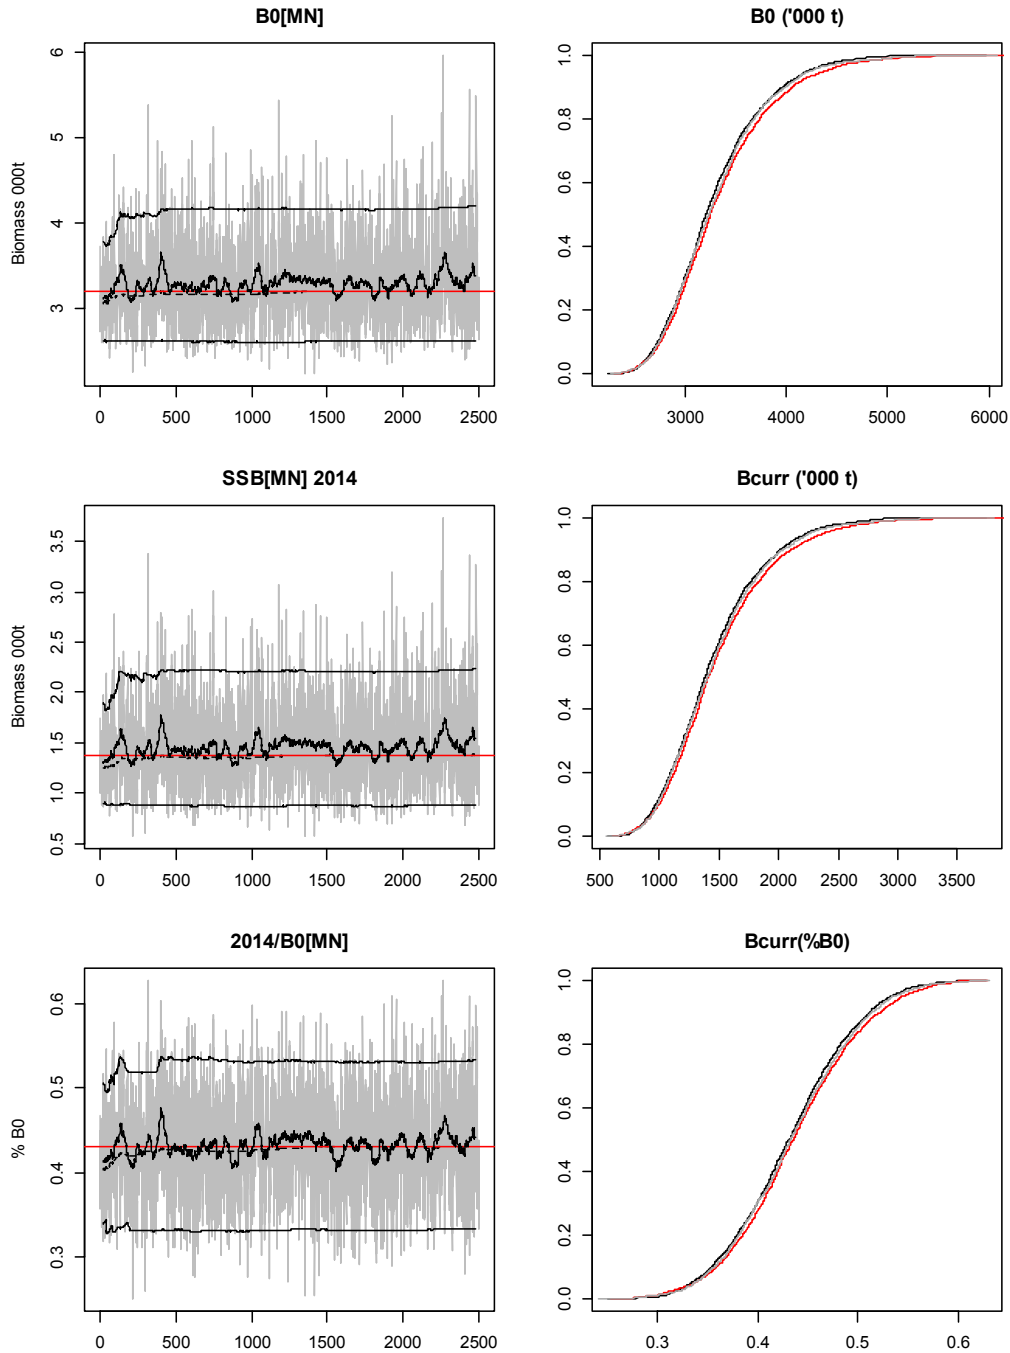 B0[MN]
B0 ('000 t)
Biomass 000t
3 4 5 6
0 500 1000 1500 2000 2500
0.0 0.2 0.4 0.6 0.8 1.0
3000 4000 5000 6000
SSB[MN] 2014
Bcurr ('000 t)
Biomass 000t
0.5 1.0 1.5 2.0 2.5 3.0 3.5
0 500 1000 1500 2000 2500
0.0 0.2 0.4 0.6 0.8 1.0
500 1000 1500 2000 2500 3000 3500
2014/B0[MN]
Bcurr(%B0)
% B0
0.3 0.4 0.5 0.6
0 500 1000 1500 2000 2500
0.0 0.2 0.4 0.6 0.8 1.0
0.3 0.4 0.5 0.6